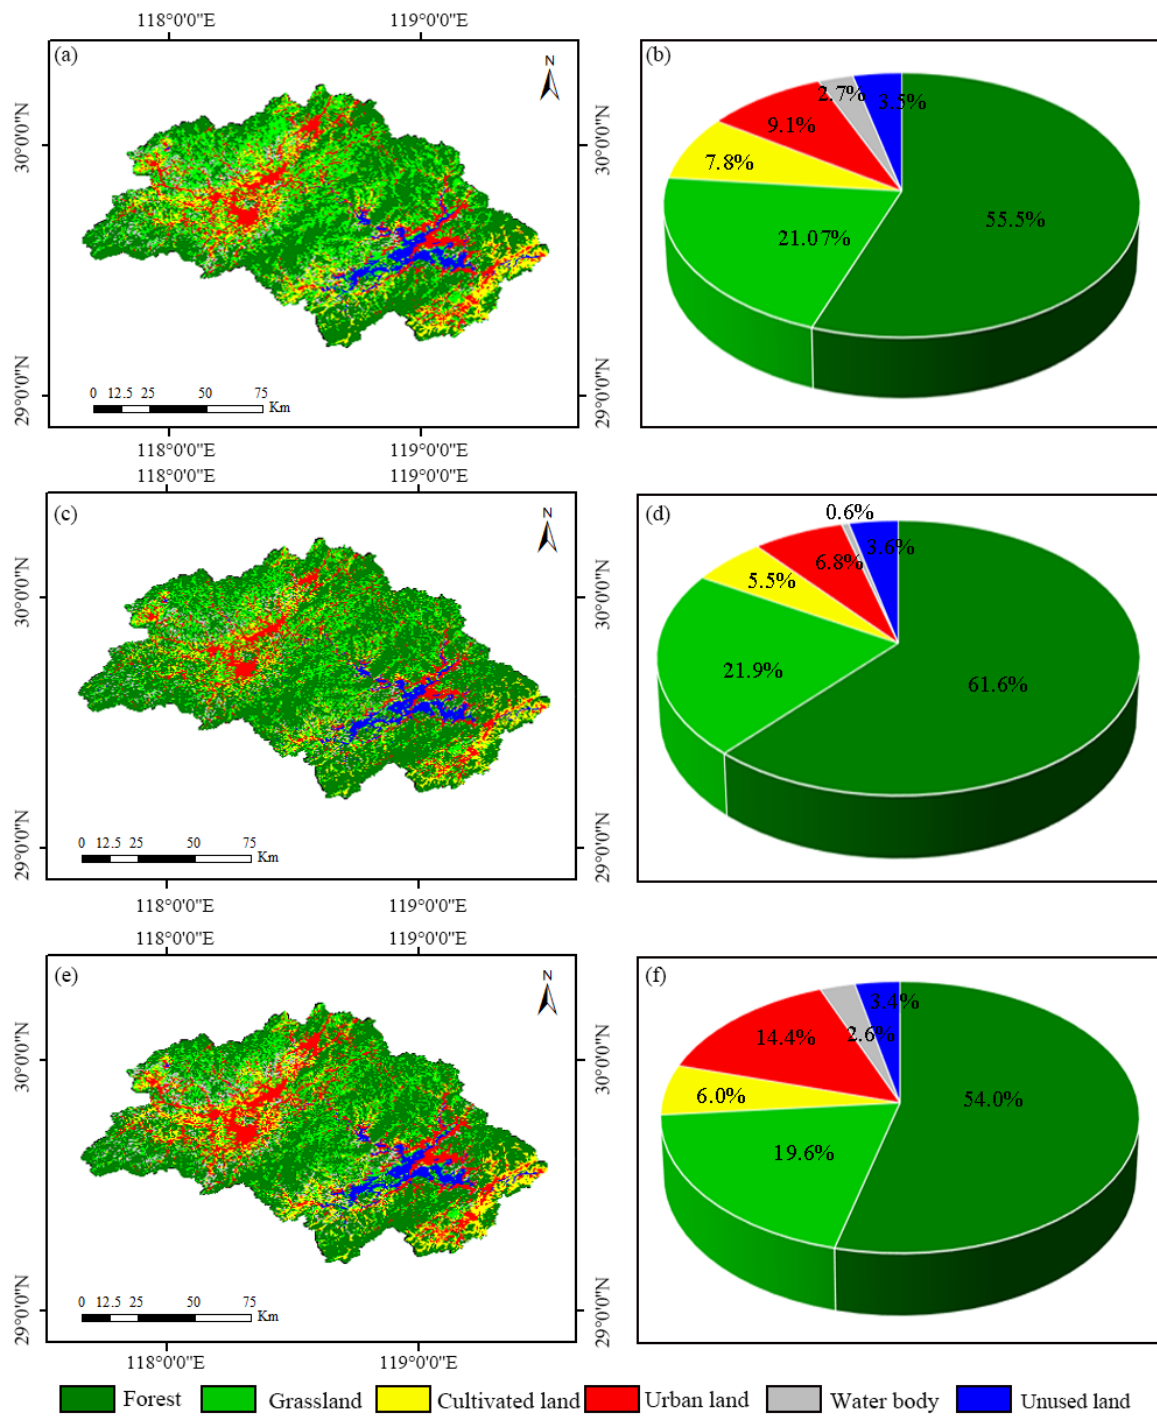 118°0'0"E 119°0'0"E
(a)
N
30°0'0"N
29°0'0"N
0 12.5 25 50 75
Km
118°0'0"E 119°0'0"E
(b)
2.7%
3.5%
9.1%
7.8%
55.5%
21.07%
118°0'0"E 119°0'0"E
(c)
N
30°0'0"N
30°0'0"N
29°0'0"N
29°0'0"N
0 12.5 25 50 75
Km
118°0'0"E 119°0'0"E
(d)
0.6%
3.6%
6.8%
5.5%
21.9%
61.6%
118°0'0"E 119°0'0"E
(e)
N
30°0'0"N
30°0'0"N
29°0'0"N
29°0'0"N
0 12.5 25 50 75
Km
118°0'0"E 119°0'0"E
(f)
3.4%
2.6%
14.4%
6.0%
54.0%
19.6%
30°0'0"N
29°0'0"N
Forest Grassland Cultivated land Urban land Water body Unused land